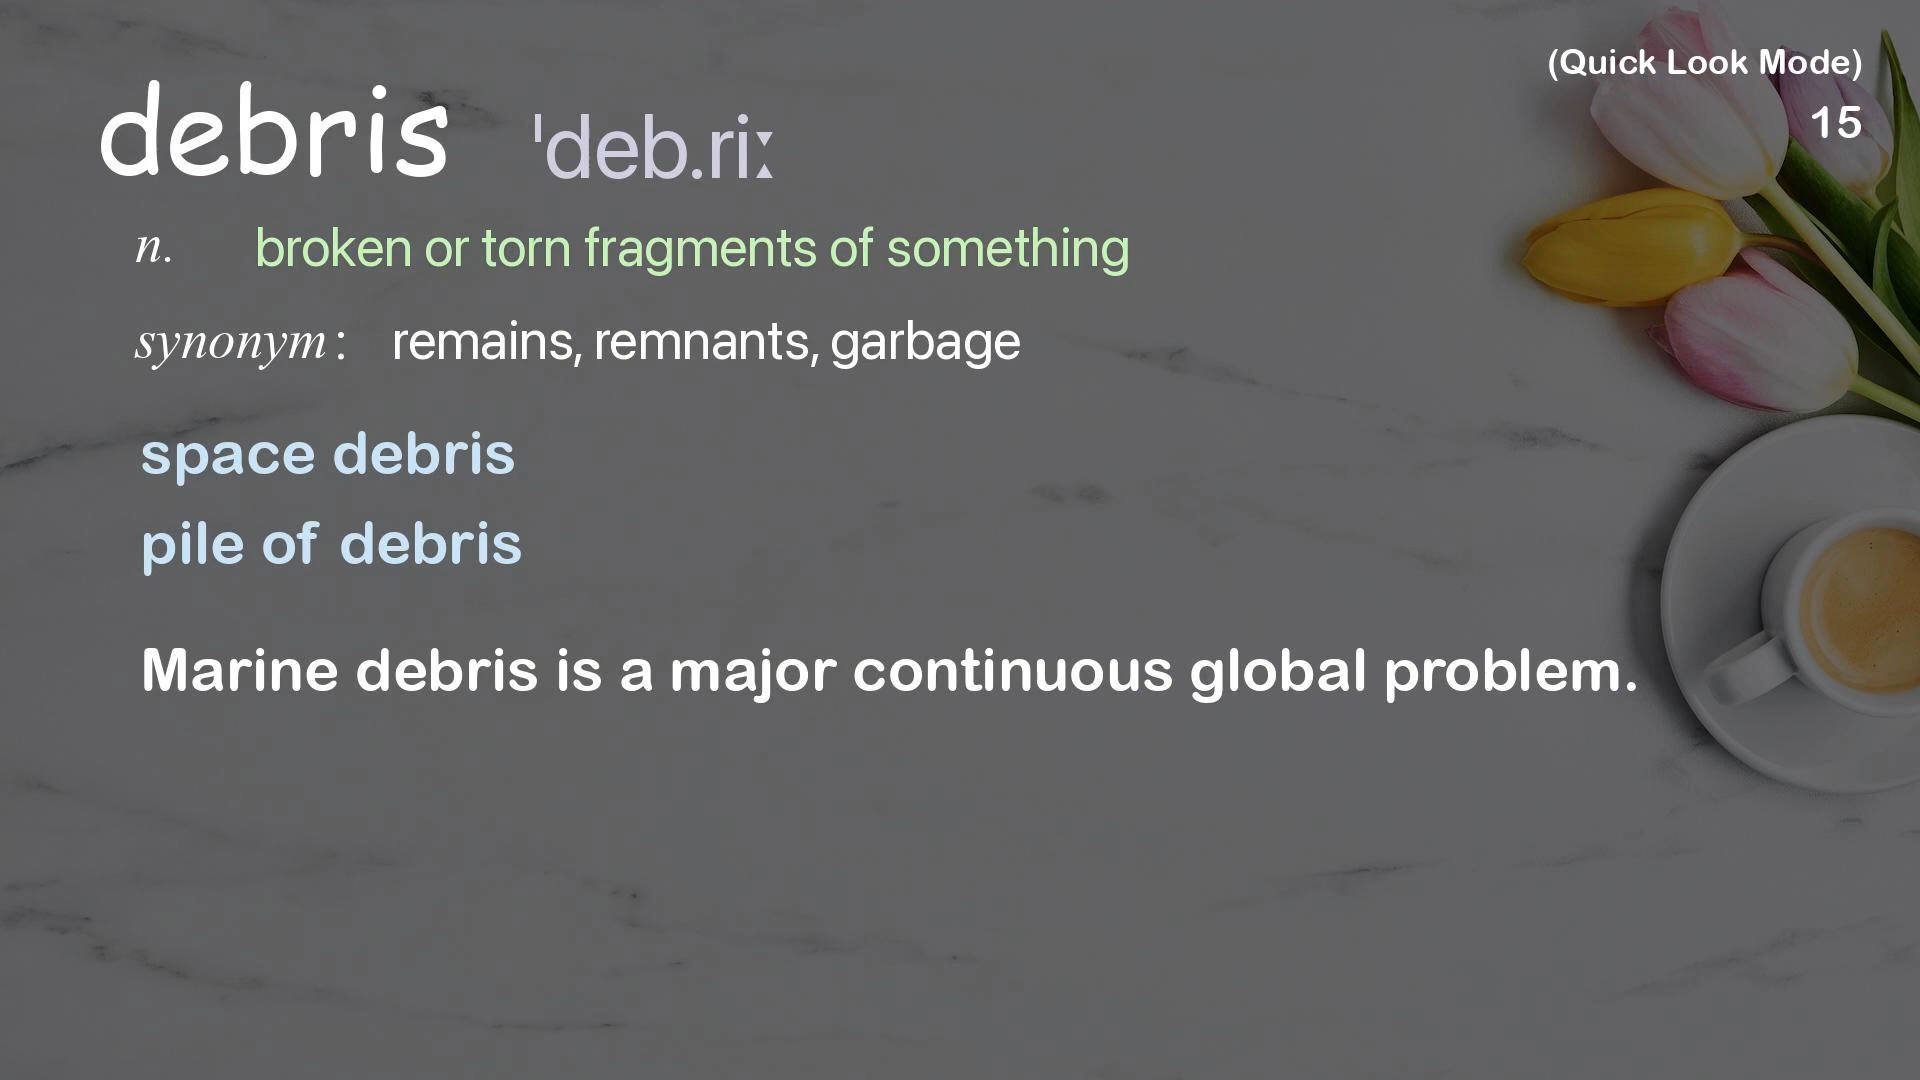 (Quick Look Mode)
15
debris ˈdeb.riː
n. broken or torn fragments of something
synonym: remains, remnants, garbage
space debris
pile of debris
Marine debris is a major continuous global problem.